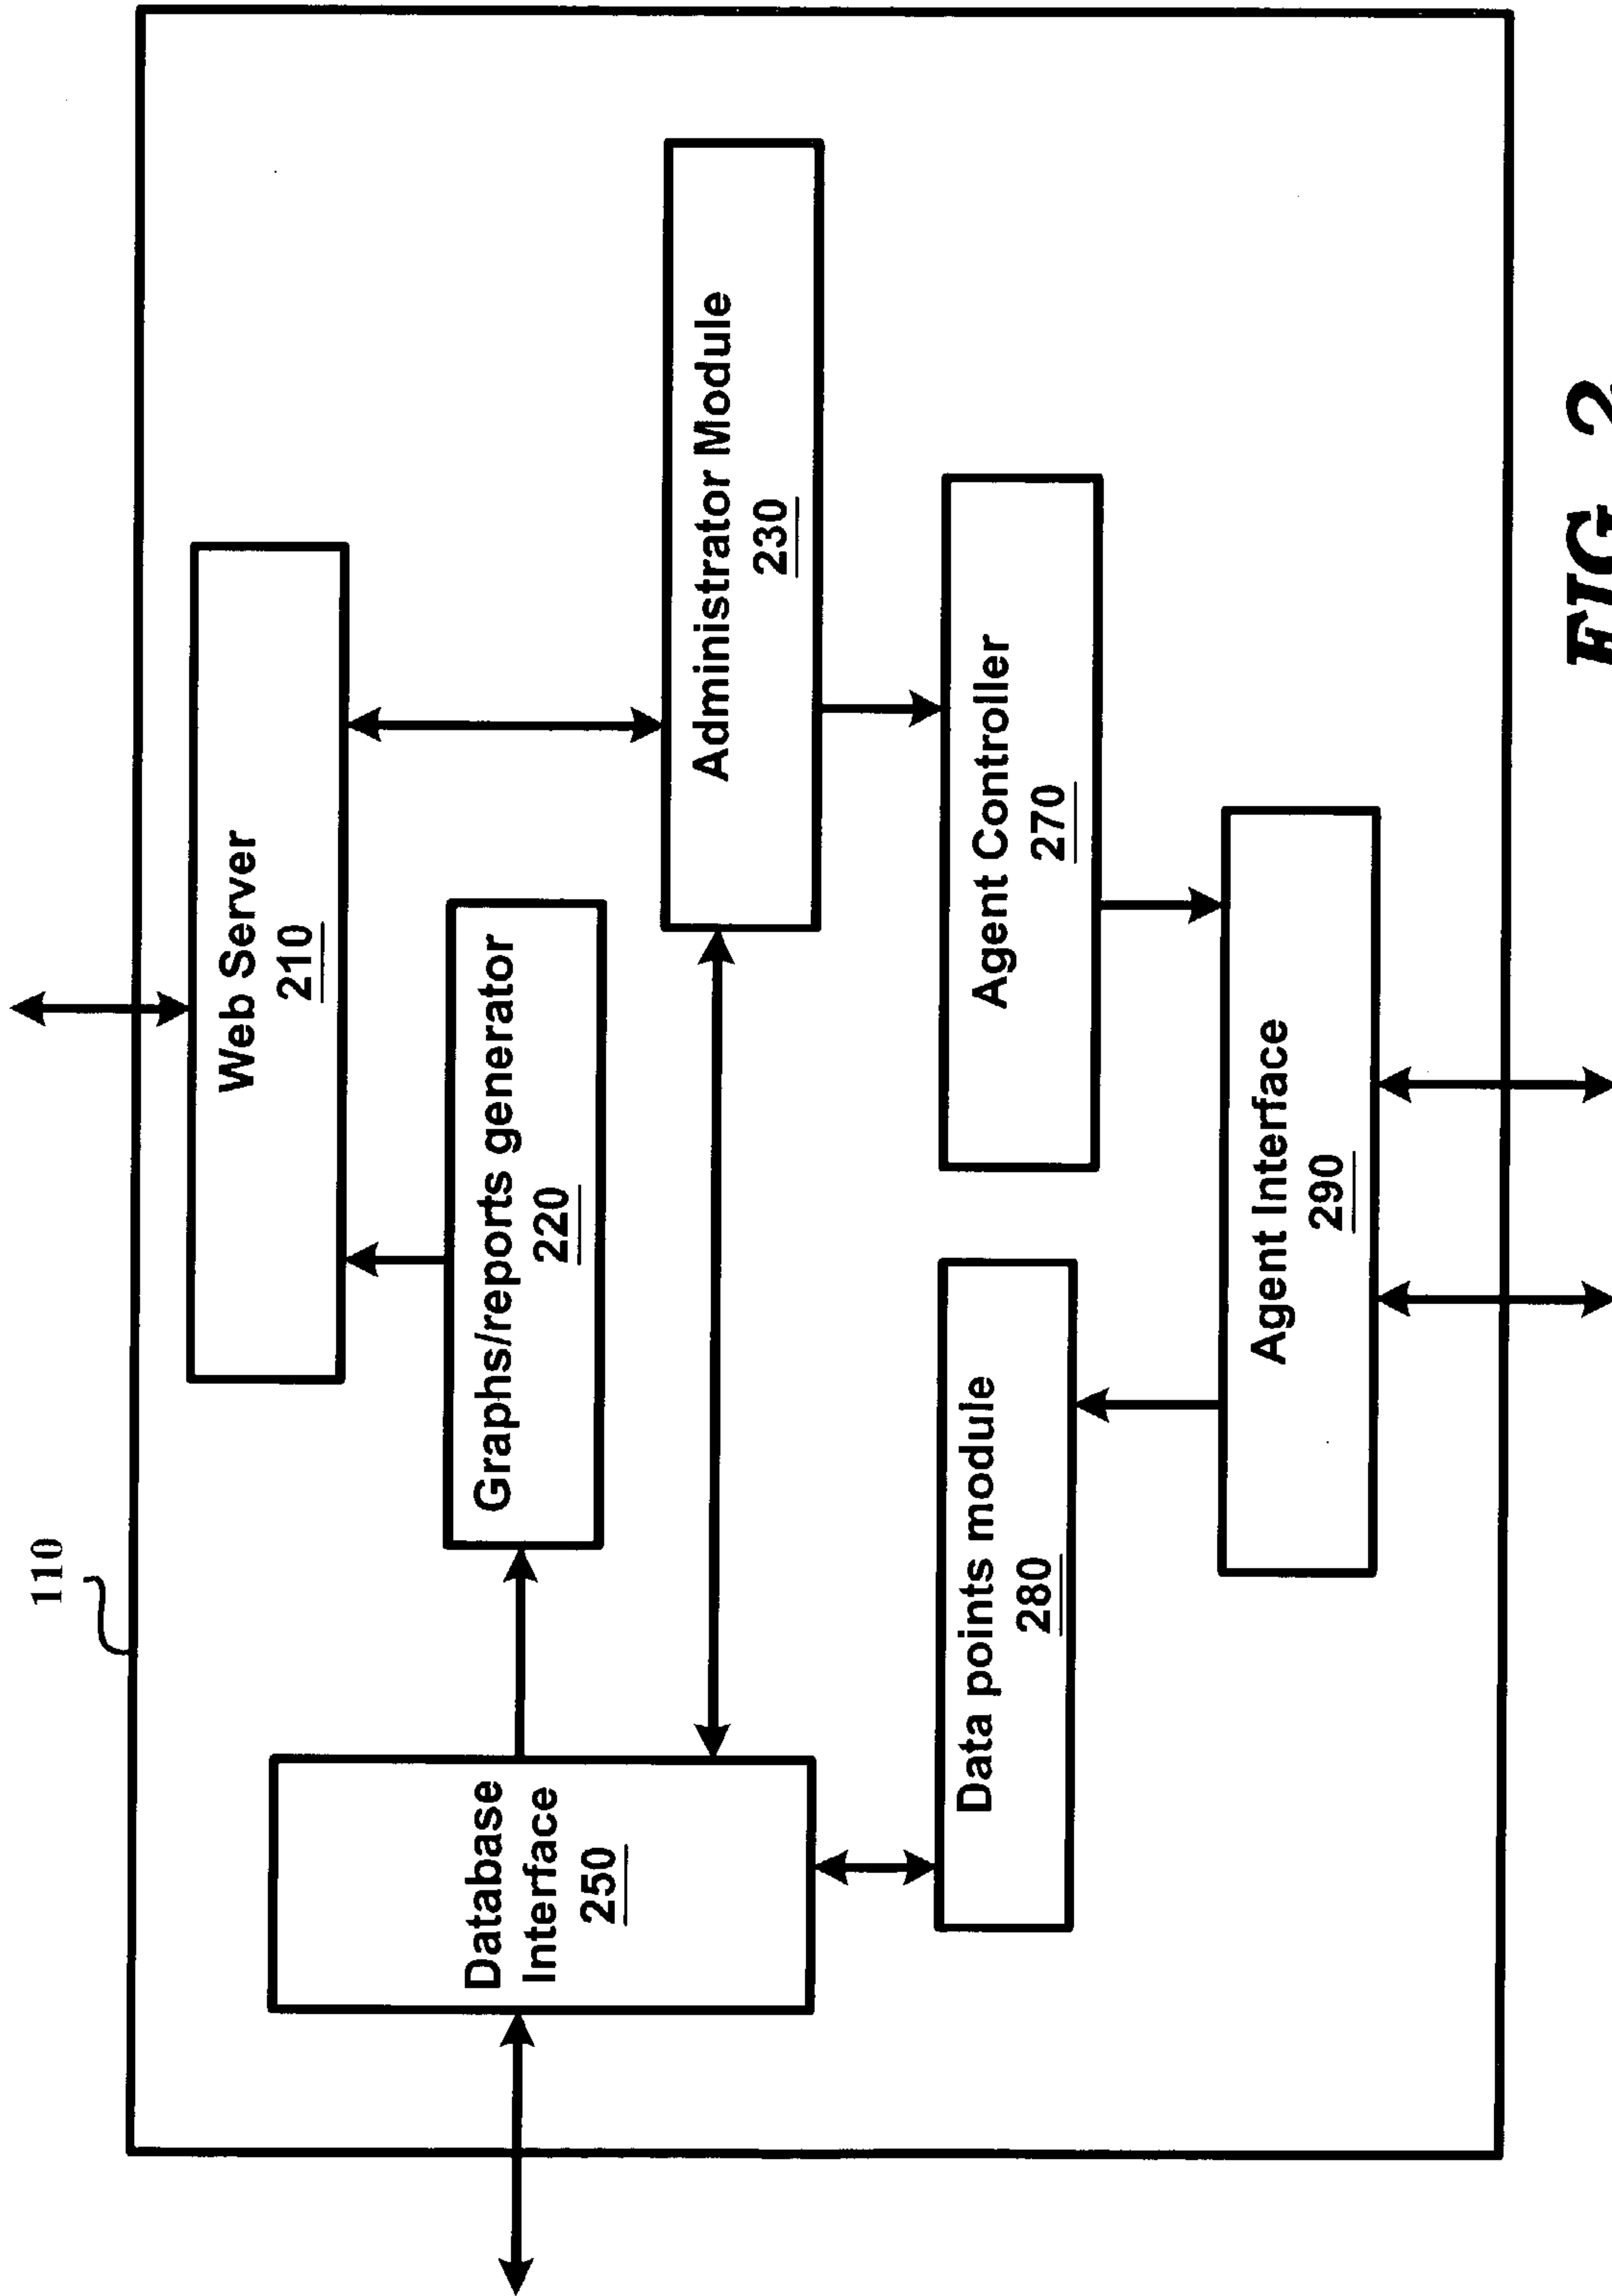 110
Web Server
210
Graphs/reports generator
220
Database
Interface
250
Administrator Module
230
Agent Controller
270
Data points module
280
Agent Interface
290
FIG. 2